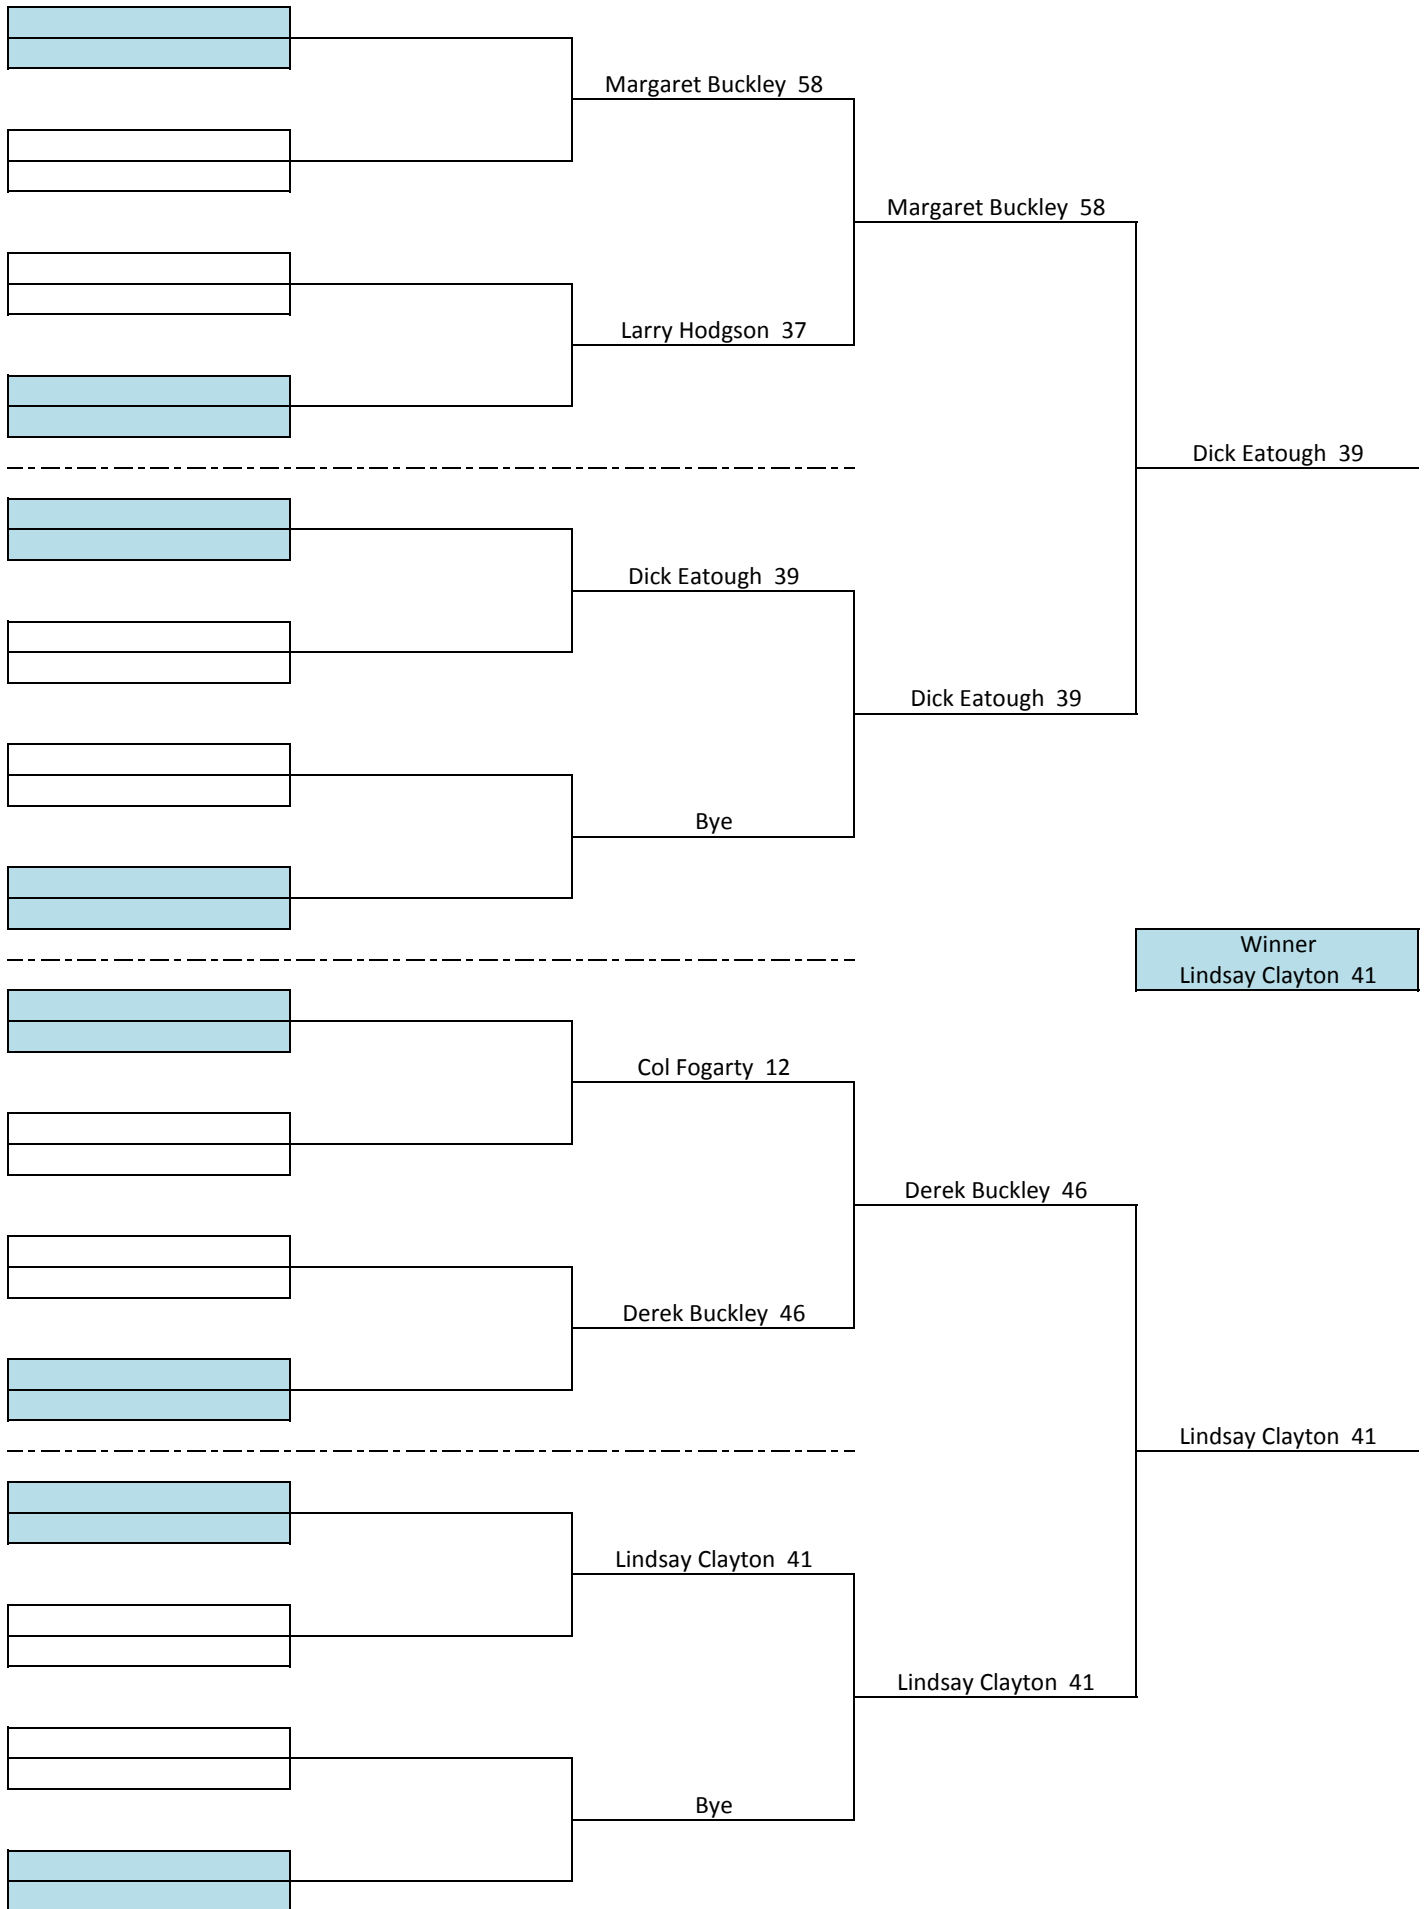 Margaret Buckley  58
Margaret Buckley  58
Larry Hodgson  37
Dick Eatough  39
Dick Eatough  39
Dick Eatough  39
Bye
Winner
Lindsay Clayton  41
Col Fogarty  12
Derek Buckley  46
Derek Buckley  46
Lindsay Clayton  41
Lindsay Clayton  41
Lindsay Clayton  41
Bye